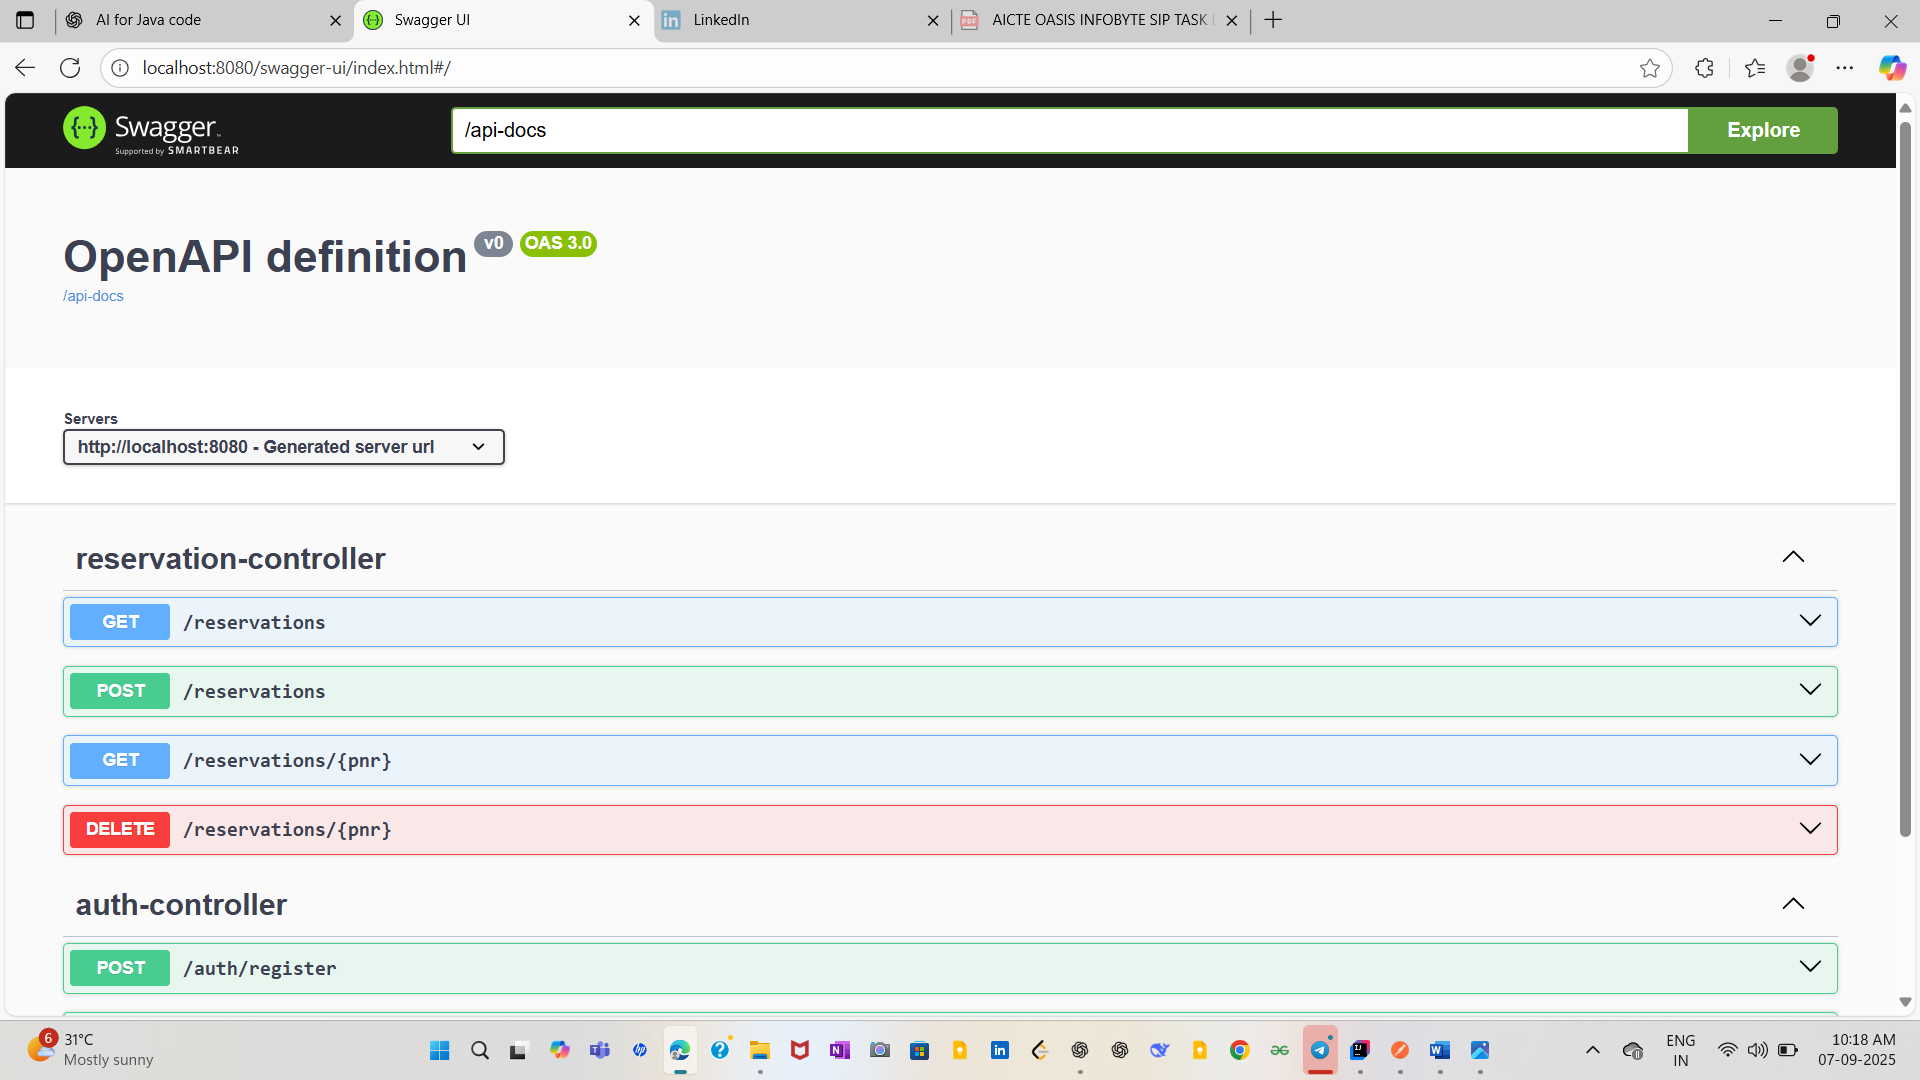 AI for Java code
Swagger UI
LinkedIn
AICTE OASIS INFOBYTE SIP TASK
localhost:8080/swagger-ui/index.html#/
Swagger
Supported by SMARTBEAR
/api-docs
Explore
OpenAPI definition v0 OAS 3.0
/api-docs
Servers
http://localhost:8080 - Generated server url
reservation-controller
GET /reservations
POST /reservations
GET /reservations/{pnr}
DELETE /reservations/{pnr}
auth-controller
POST /auth/register
6
31°C
Mostly sunny
ENG
IN
10:18 AM
07-09-2025